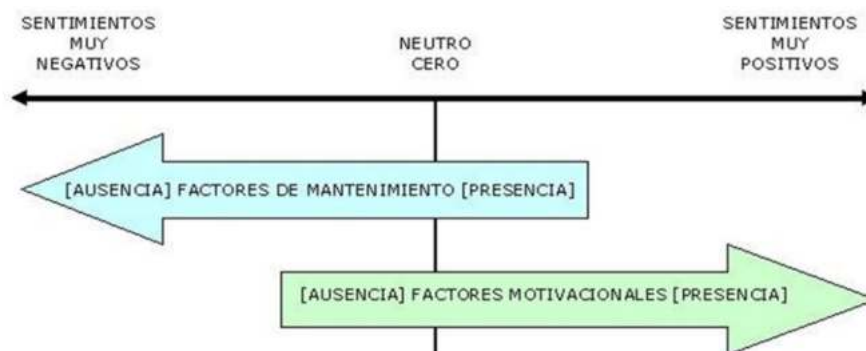 SENTIMIENTOS
MUY
NEGATIVOS
NEUTRO
CERO
SENTIMIENTOS
MUY
POSITIVOS
[AUSENCIA] FACTORES DE MANTENIMIENTO [PRESENCIA]
[AUSENCIA] FACTORES MOTIVACIONALES [PRESENCIA]